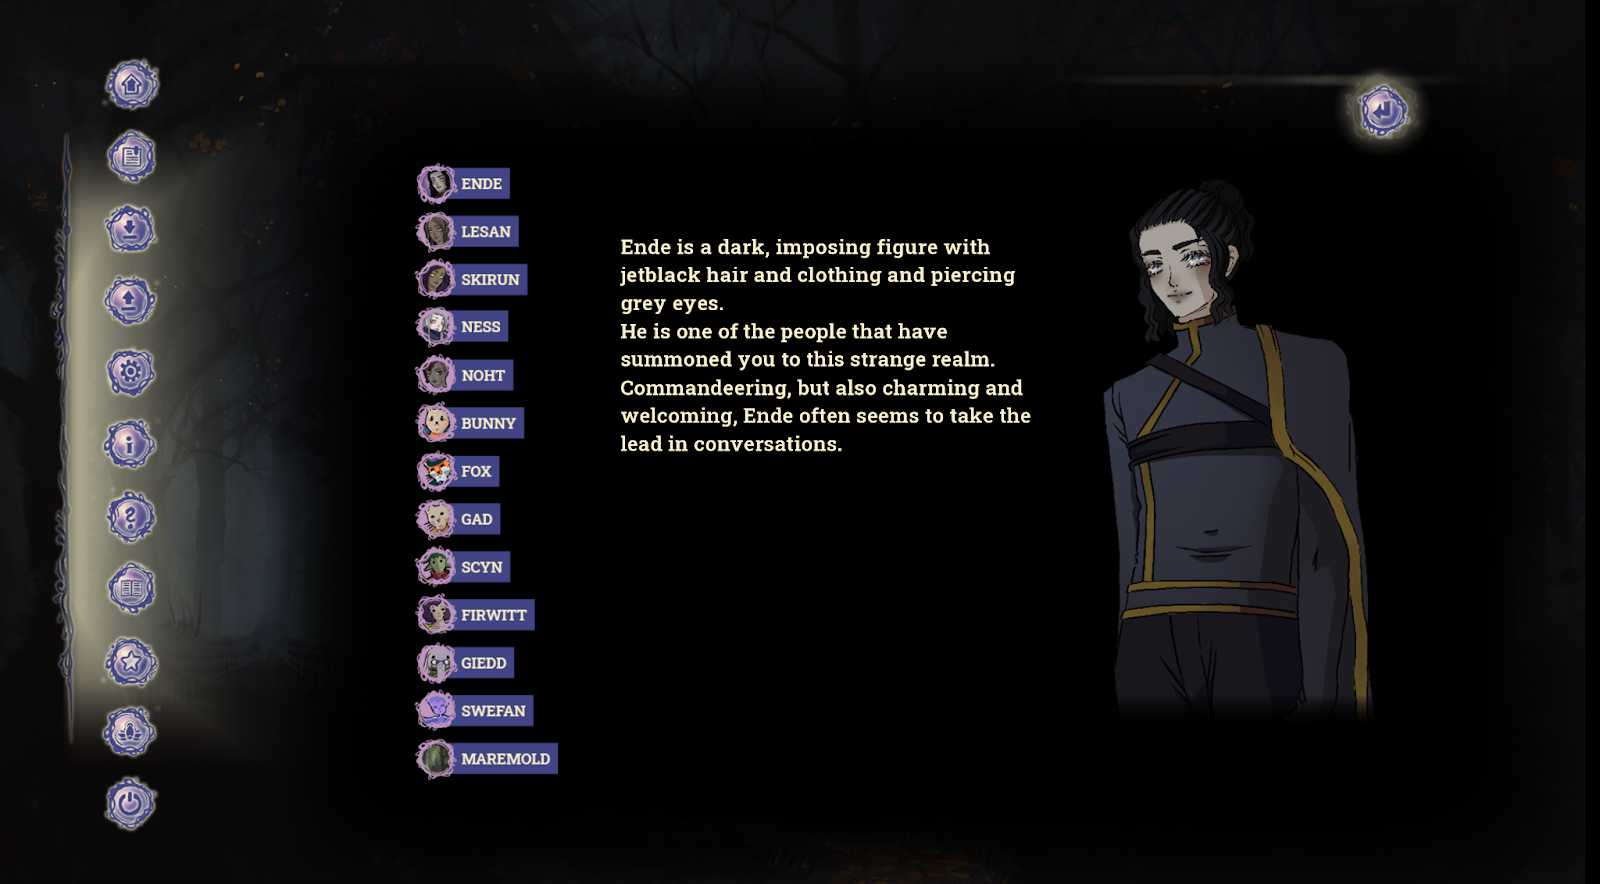 ENDE
LESAN
SKIRUN
NESS
NOHT
BUNNY
FOX
GAD
SCYN
FIRWITT
GIEDD
SWEFAN
MAREMOLD
Ende is a dark, imposing figure with
jetblack hair and clothing and piercing
grey eyes.
He is one of the people that have
summoned you to this strange realm.
Commandeering, but also charming and
welcoming, Ende often seems to take the
lead in conversations.